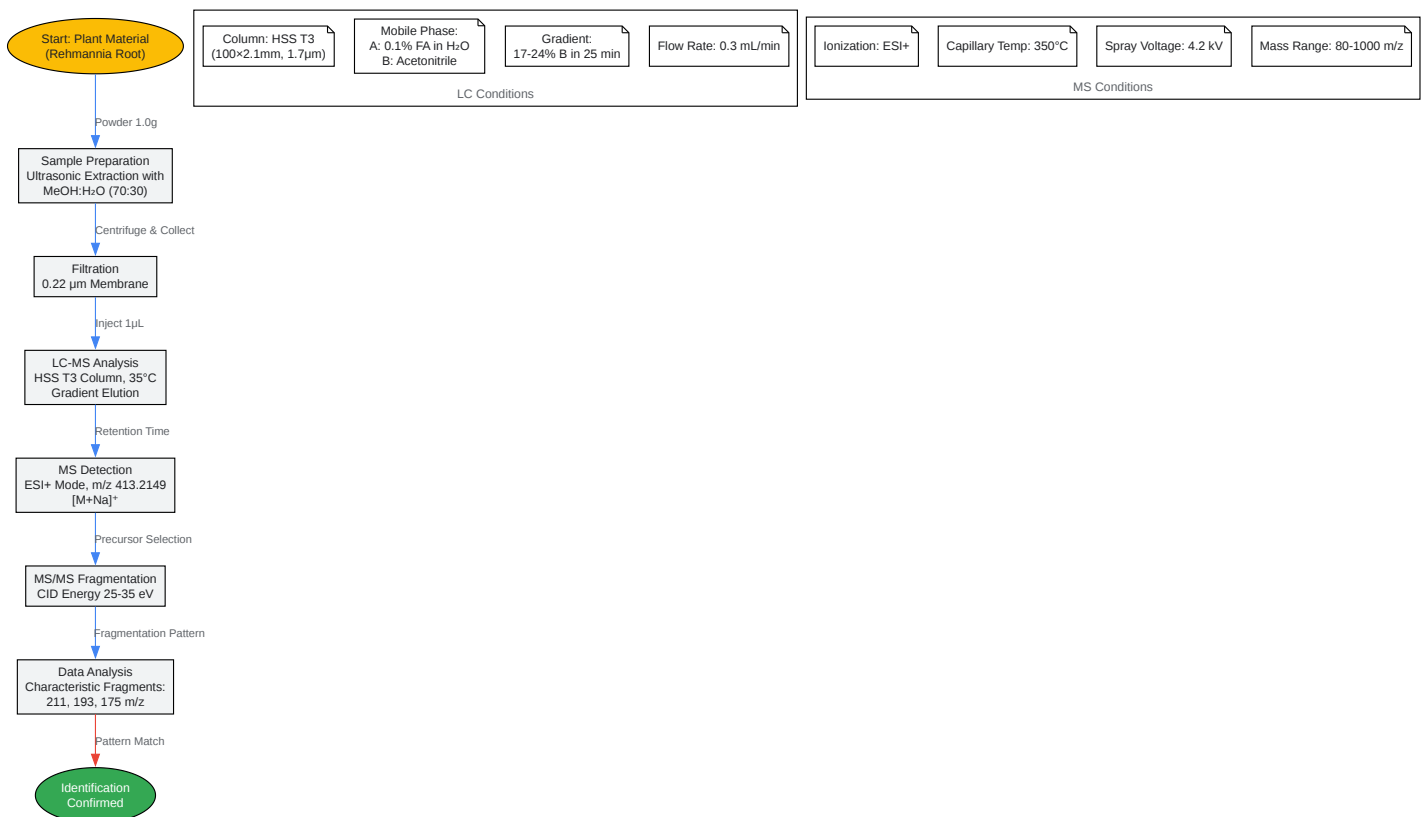 Start: Plant Material
(Rehmannia Root)
Powder 1.0g
Sample Preparation
Ultrasonic Extraction with
MeOH:H₂O (70:30)
Centrifuge & Collect
Filtration
0.22 μm Membrane
Inject 1μL
LC-MS Analysis
HSS T3 Column, 35°C
Gradient Elution
Retention Time
MS Detection
ESI+ Mode, m/z 413.2149
[M+Na]⁺
Precursor Selection
MS/MS Fragmentation
CID Energy 25-35 eV
Fragmentation Pattern
Data Analysis
Characteristic Fragments:
211, 193, 175 m/z
Pattern Match
Identification
Confirmed
Column: HSS T3
(100×2.1mm, 1.7μm)
Mobile Phase:
A: 0.1% FA in H₂O
B: Acetonitrile
Gradient:
17-24% B in 25 min
Flow Rate: 0.3 mL/min
LC Conditions
Ionization: ESI+
Capillary Temp: 350°C
Spray Voltage: 4.2 kV
Mass Range: 80-1000 m/z
MS Conditions